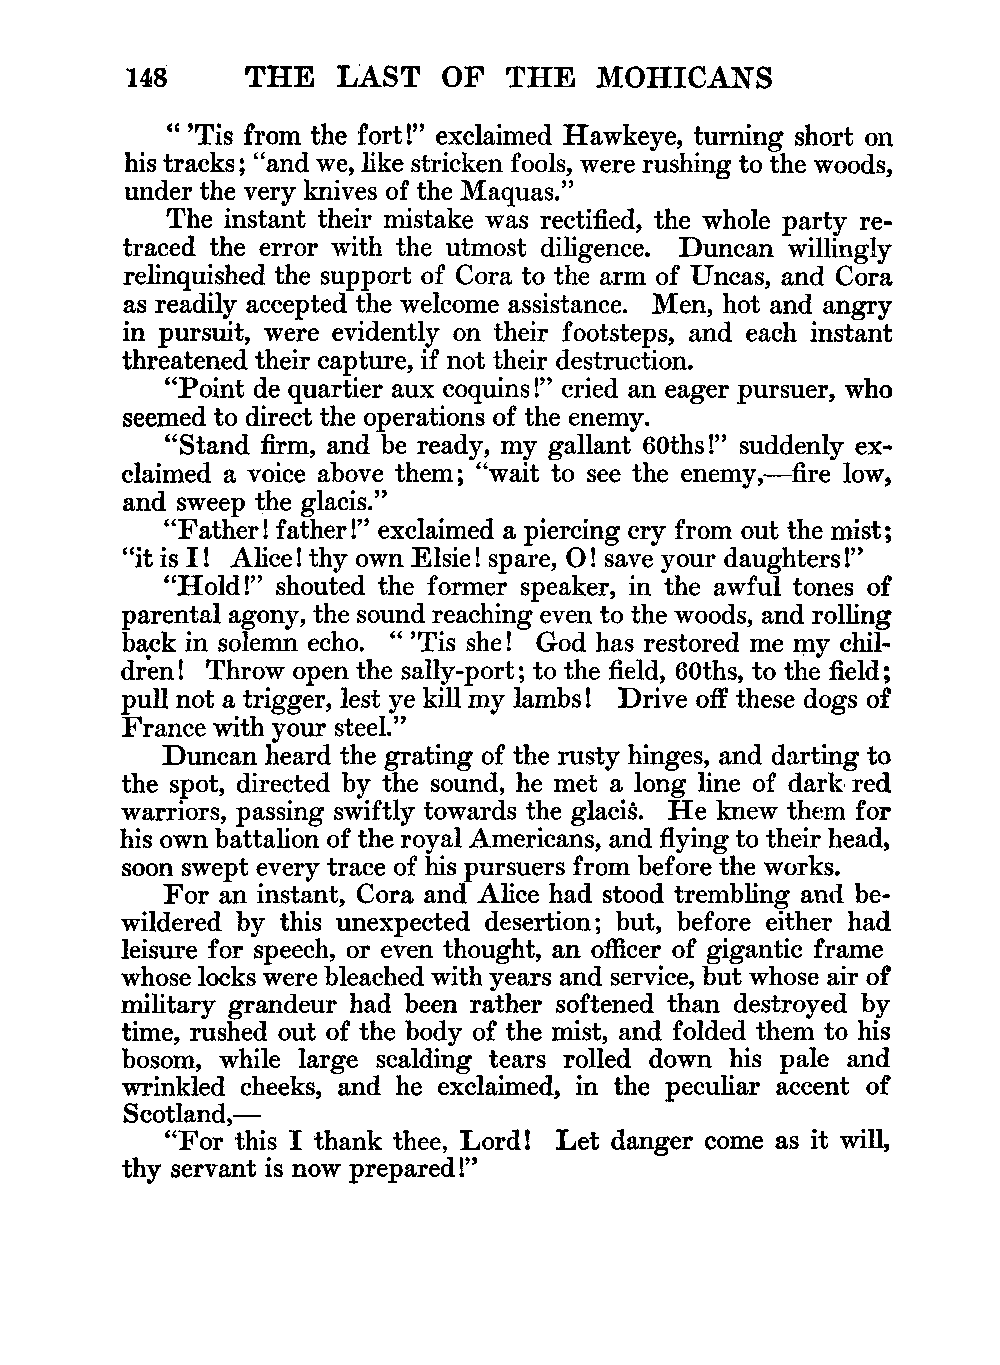 148 THE LAST OF THE MOHICANS
“ ’Tis from the fort!” exclaimed Hawkeye, turning short on
his tracks; “and we, like stricken fools, were rushing to the woods,
under the very knives of the Maquas.”
The instant their mistake was rectified, the whole party re-
traced the error with the utmost diligence. Duncan willingly
relinquished the support of Cora to the arm of Uncas, and Cora
as readily accepted the welcome assistance. Men, hot and angry
in pursuit, were evidently on their footsteps, and each instant
threatened their capture, if not their destruction.
“Point de quartier aux coquins!” cried an eager pursuer, who
seemed to direct the operations of the enemy.
“Stand firm, and be ready, my gallant 60ths!” suddenly ex-
claimed a voice above them; “wait to see the enemy,—fire low,
and sweep the glacis.”
“Father! father!” exclaimed a piercing cry from out the mist;
“it is I! Alice! thy own Elsie! spare, O! save your daughters!”
“Hold!” shouted the former speaker, in the awful tones of
parental agony, the sound reaching even to the woods, and rolling
back in solemn echo. “ ’Tis she! God has restored me my chil-
dren! Throw open the sally-port; to the field, 60ths, to the field;
pull not a trigger, lest ye kill my lambs! Drive off these dogs of
France with your steel.”
Duncan heard the grating of the rusty hinges, and darting to
the spot, directed by the sound, he met a long line of dark red
warriors, passing swiftly towards the glacis. He knew them for
his own battalion of the royal Americans, and flying to their head,
soon swept every trace of his pursuers from before the works.
For an instant, Cora and Alice had stood trembling and be-
wildered by this unexpected desertion; but, before either had
leisure for speech, or even thought, an officer of gigantic frame
whose locks were bleached with years and service, but whose air of
military grandeur had been rather softened than destroyed by
time, rushed out of the body of the mist, and folded them to his
bosom, while large scalding tears rolled down his pale and
wrinkled cheeks, and he exclaimed, in the peculiar accent of
Scotland,—
“For this I thank thee, Lord! Let danger come as it will,
thy servant is now prepared!”